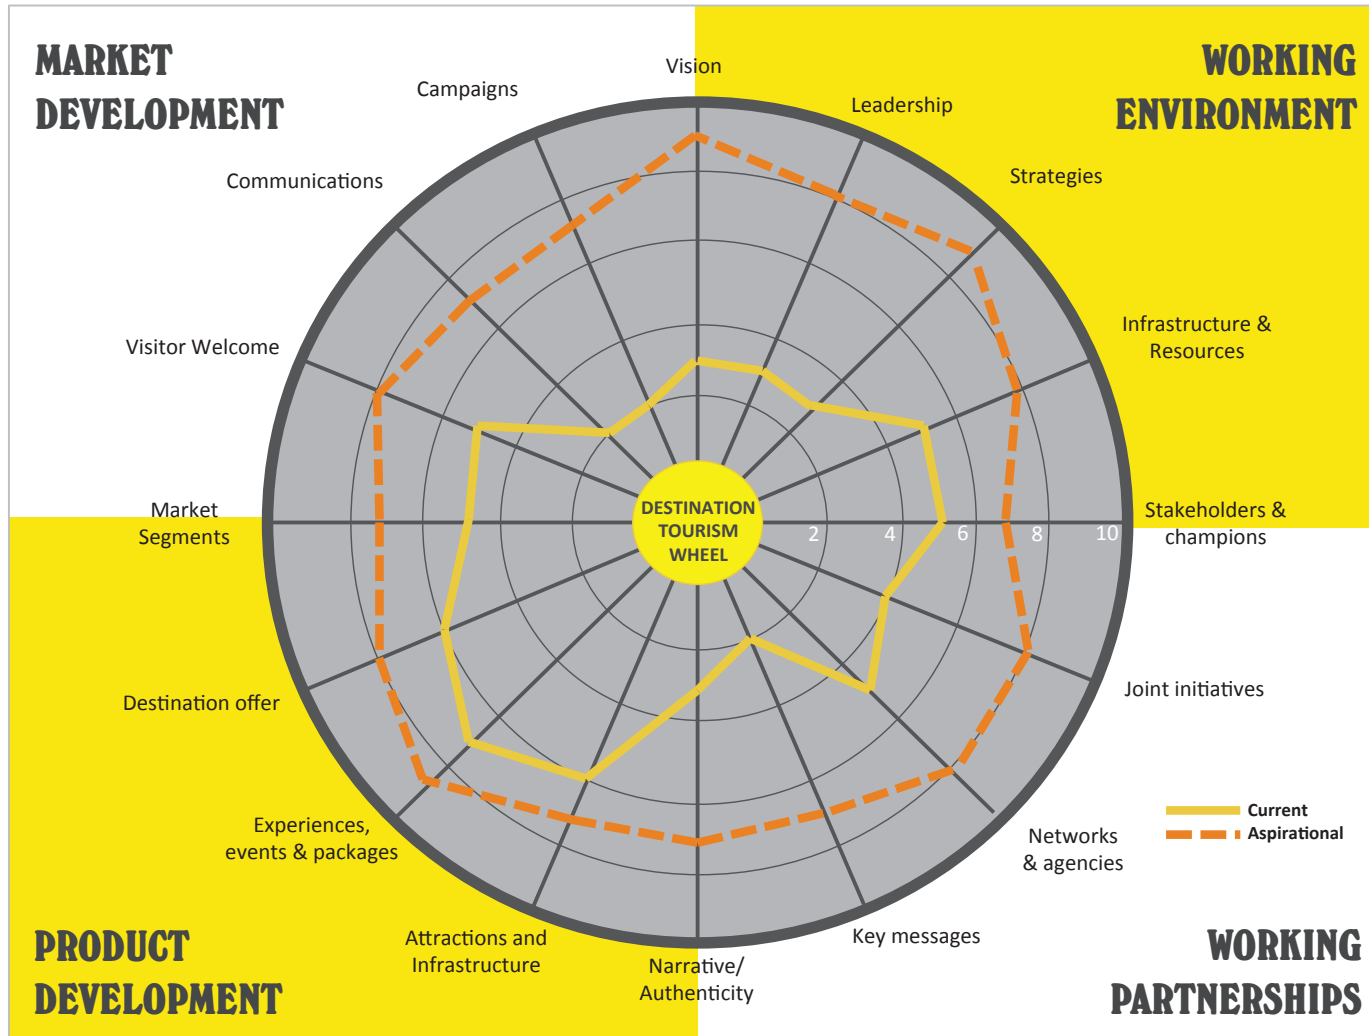 MARKET
DEVELOPMENT
WORKING
ENVIRONMENT
Vision
Campaigns
Leadership
Communications
Strategies
Visitor Welcome
Infrastructure &
Resources
Market
Segments
DESTINATION
TOURISM
WHEEL
2 4 6 8 10
Stakeholders &
champions
Destination offer
Joint initiatives
Current
Aspirational
Experiences,
events & packages
Networks
& agencies
Attractions and
Infrastructure
Narrative/
Authenticity
Key messages
PRODUCT
DEVELOPMENT
WORKING
PARTNERSHIPS